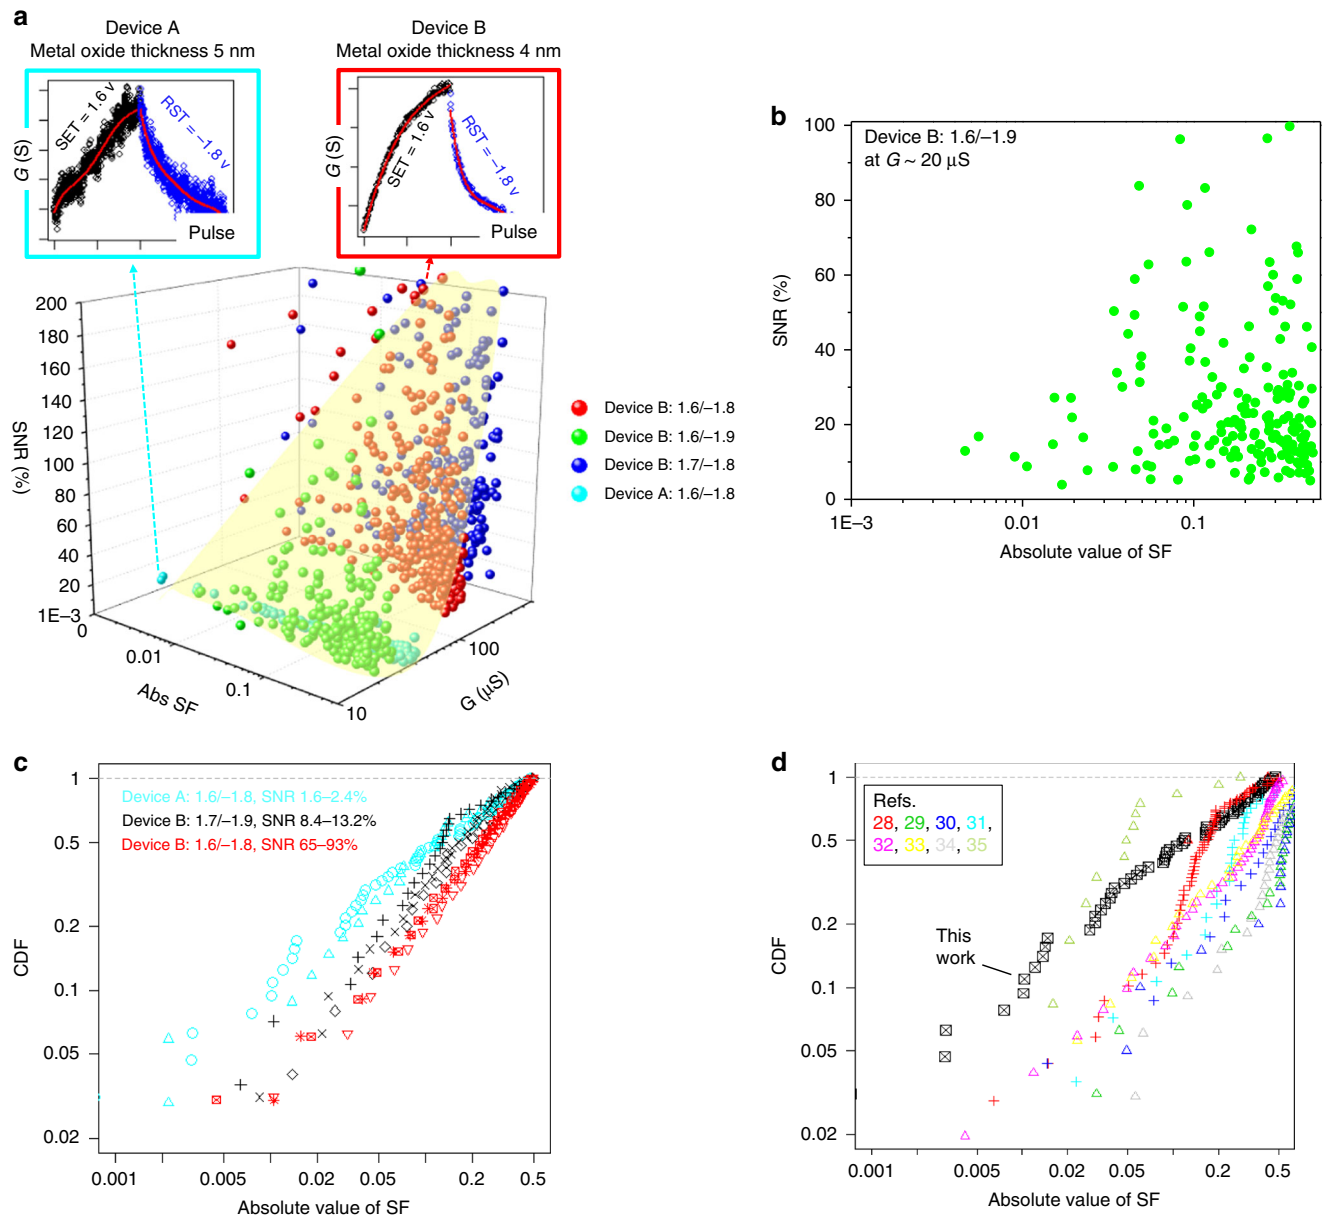 a
Device A
Metal oxide thickness 5 nm
Device B
Metal oxide thickness 4 nm
G (S)
SET = 1.6 v
RST = –1.8 v
Pulse
G (S)
SET = 1.6 v
RST = –1.8 v
Pulse
200
180
160
140
120
100
80
60
40
20
1E–3
SNR (%)
0
0.01
0.1
Abs SF
10
100
G (μS)
Device B: 1.6/–1.8
Device B: 1.6/–1.9
Device B: 1.7/–1.8
Device A: 1.6/–1.8
b
Device B: 1.6/–1.9
at G ~ 20 μS
100
80
60
40
20
0
SNR (%)
1E–3
0.01
0.1
Absolute value of SF
c
Device A: 1.6/–1.8, SNR 1.6–2.4%
Device B: 1.7/–1.9, SNR 8.4–13.2%
Device B: 1.6/–1.8, SNR 65–93%
1
0.5
0.2
0.1
0.05
0.02
CDF
0.001
0.005
0.02
0.05
0.2
0.5
Absolute value of SF
d
Refs.
28, 29, 30, 31,
32, 33, 34, 35
This
work
1
0.5
0.2
0.1
0.05
0.02
CDF
0.001
0.005
0.02
0.05
0.2
0.5
Absolute value of SF